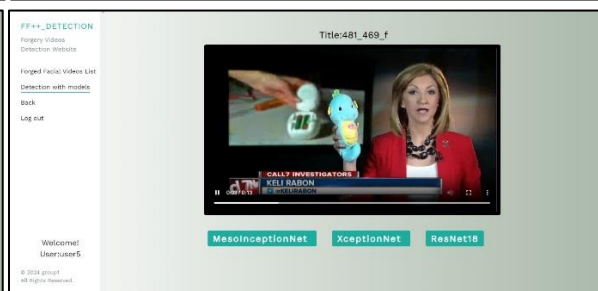 FF++_DETECTION
Forgery Videos
Detection Website
Forged Facial Videos List
Detection with models
Back
Log out
Welcome!
User:user5
© 2024 group1
All Rights Reserved.
Title:481_469_f
CALL7 INVESTIGATORS
KELI RABON
@KELIRABON
MesoInceptionNet
XceptionNet
ResNet18